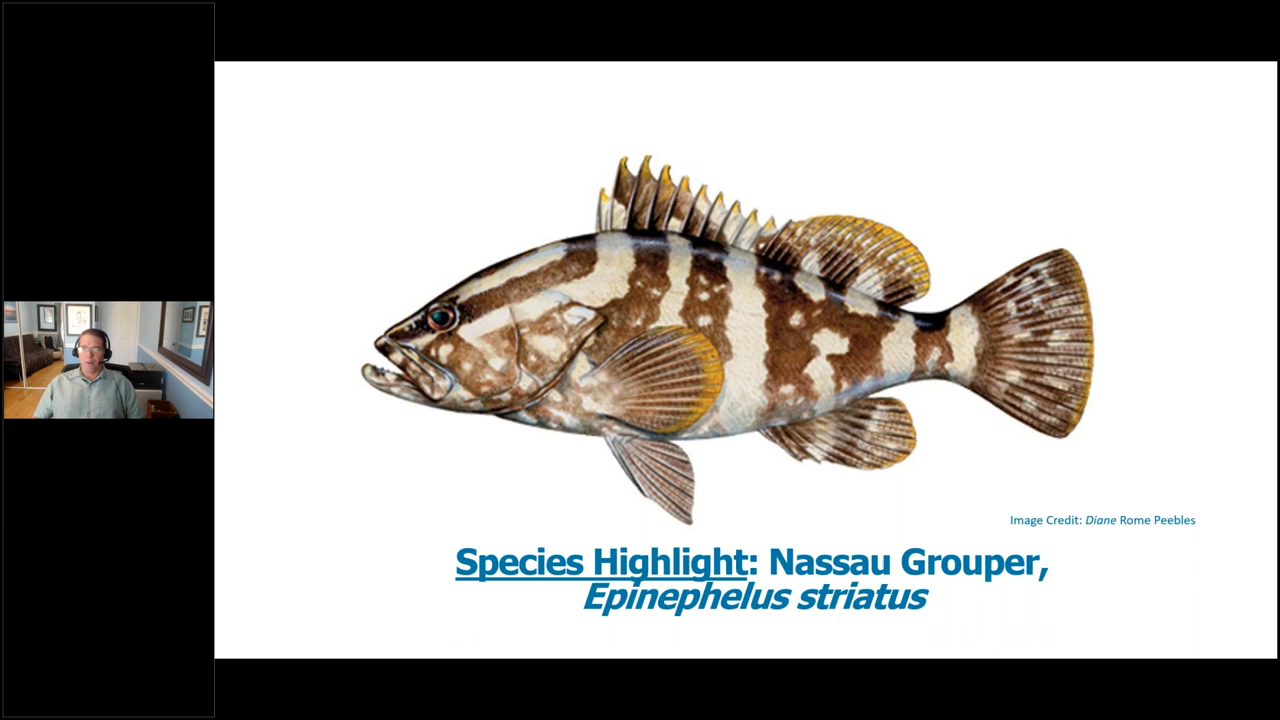 Image Credit: Diane Rome Peebles
Species Highlight: Nassau Grouper,
Epinephelus striatus